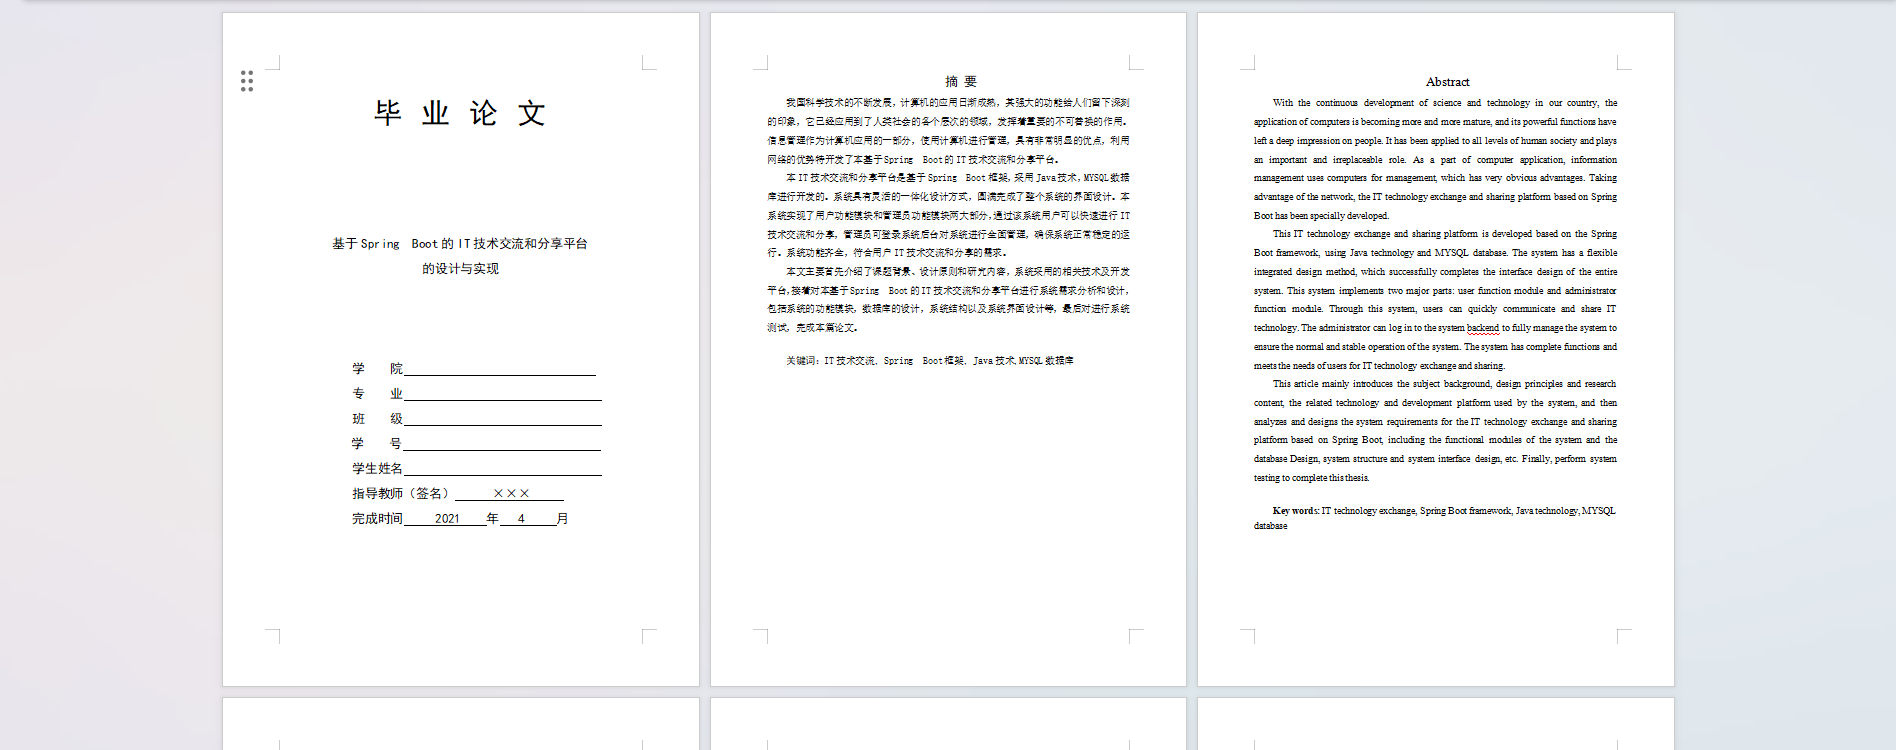 毕 业 论 文
基于 Spring Boot 的 IT 技术交流和分享平台
的设计与实现
学 院
专 业
班 级
学 号
学生姓名
指导教师（签名） ×××
完成时间 2021 年 4 月
摘 要
我国科学技术的不断发展，计算机的应用日渐成熟，其强大的功能给人们留下深刻
的印象，它已经应用到了人类社会的各个层次的领域，发挥着重要的不可替换的作用。
信息管理作为计算机应用的一部分，使用计算机进行管理，具有非常明显的优点，利用
网络的优势特开发了本基于 Spring Boot 的 IT 技术交流和分享平台。
本 IT 技术交流和分享平台是基于 Spring Boot 框架，采用 Java 技术，MYSQL 数据
库进行开发的。系统具有灵活的一体化设计方式，圆满完成了整个系统的界面设计。本
系统实现了用户功能模块和管理员功能模块两大部分，通过该系统用户可以快速进行 IT
技术交流和分享，管理员可登录系统后台对系统进行全面管理，确保系统正常稳定的运
行。系统功能齐全，符合用户 IT 技术交流和分享的需求。
本文主要首先介绍了课题背景、设计原则和研究内容，系统采用的相关技术及开发
平台，接着对本基于 Spring Boot 的 IT 技术交流和分享平台进行系统需求分析和设计，
包括系统的功能模块，数据库的设计，系统结构以及系统界面设计等，最后对进行系统
测试，完成本篇论文。
关键词：IT 技术交流，Spring Boot 框架，Java 技术，MYSQL 数据库
Abstract
With the continuous development of science and technology in our country, the
application of computers is becoming more and more mature, and its powerful functions have
left a deep impression on people. It has been applied to all levels of human society and plays
an important and irreplaceable role. As a part of computer application, information
management uses computers for management, which has very obvious advantages. Taking
advantage of the network, the IT technology exchange and sharing platform based on Spring
Boot has been specially developed.
This IT technology exchange and sharing platform is developed based on the Spring
Boot framework, using Java technology and MYSQL database. The system has a flexible
integrated design method, which successfully completes the interface design of the entire
system. This system implements two major parts: user function module and administrator
function module. Through this system, users can quickly communicate and share IT
technology. The administrator can log in to the system backend to fully manage the system to
ensure the normal and stable operation of the system. The system has complete functions and
meets the needs of users for IT technology exchange and sharing.
This article mainly introduces the subject background, design principles and research
content, the related technology and development platform used by the system, and then
analyzes and designs the system requirements for the IT technology exchange and sharing
platform based on Spring Boot, including the functional modules of the system and the
database Design, system structure and system interface design, etc. Finally, perform system
testing to complete this thesis.
Key words: IT technology exchange, Spring Boot framework, Java technology, MYSQL
database